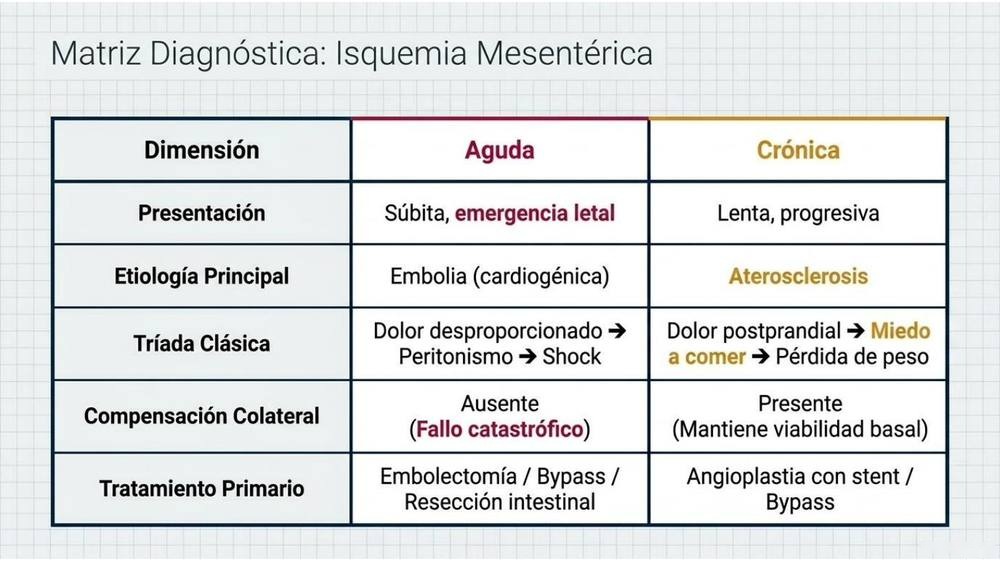 Matriz Diagnóstica: Isquemia Mesentérica
Dimensión
Aguda
Crónica
Presentación
Súbita, emergencia letal
Lenta, progresiva
Etiología Principal
Embolia (cardiogénica)
Aterosclerosis
Tríada Clásica
Dolor desproporcionado ➔
Peritonismo ➔ Shock
Dolor postprandial ➔ Miedo
a comer ➔ Pérdida de peso
Compensación Colateral
Ausente
(Fallo catastrófico)
Presente
(Mantiene viabilidad basal)
Tratamiento Primario
Embolectomía / Bypass /
Resección intestinal
Angioplastia con stent /
Bypass